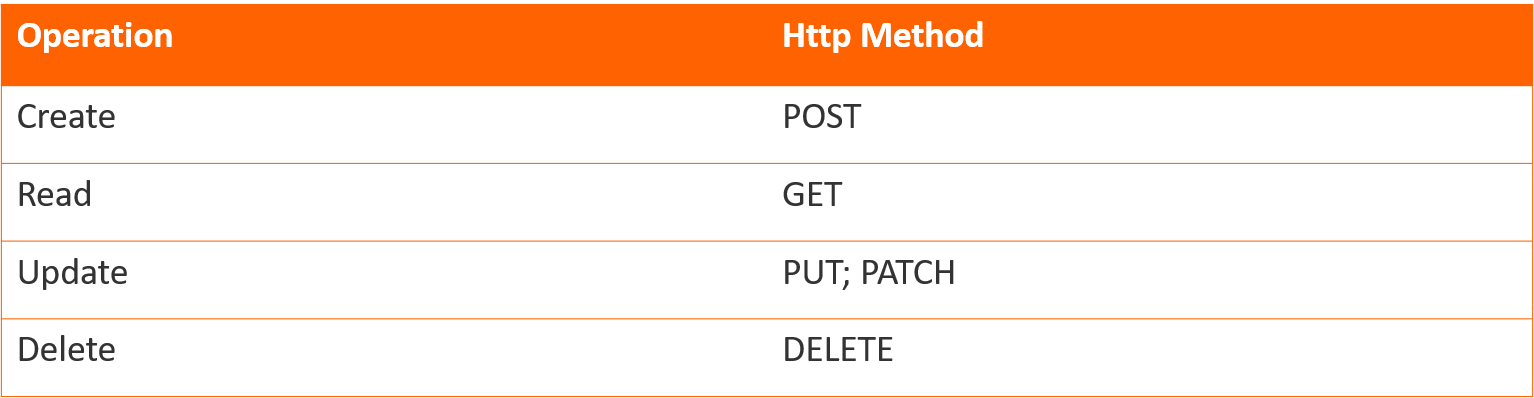 Operation Http Method
Create POST
Read GET
Update PUT; PATCH
Delete DELETE